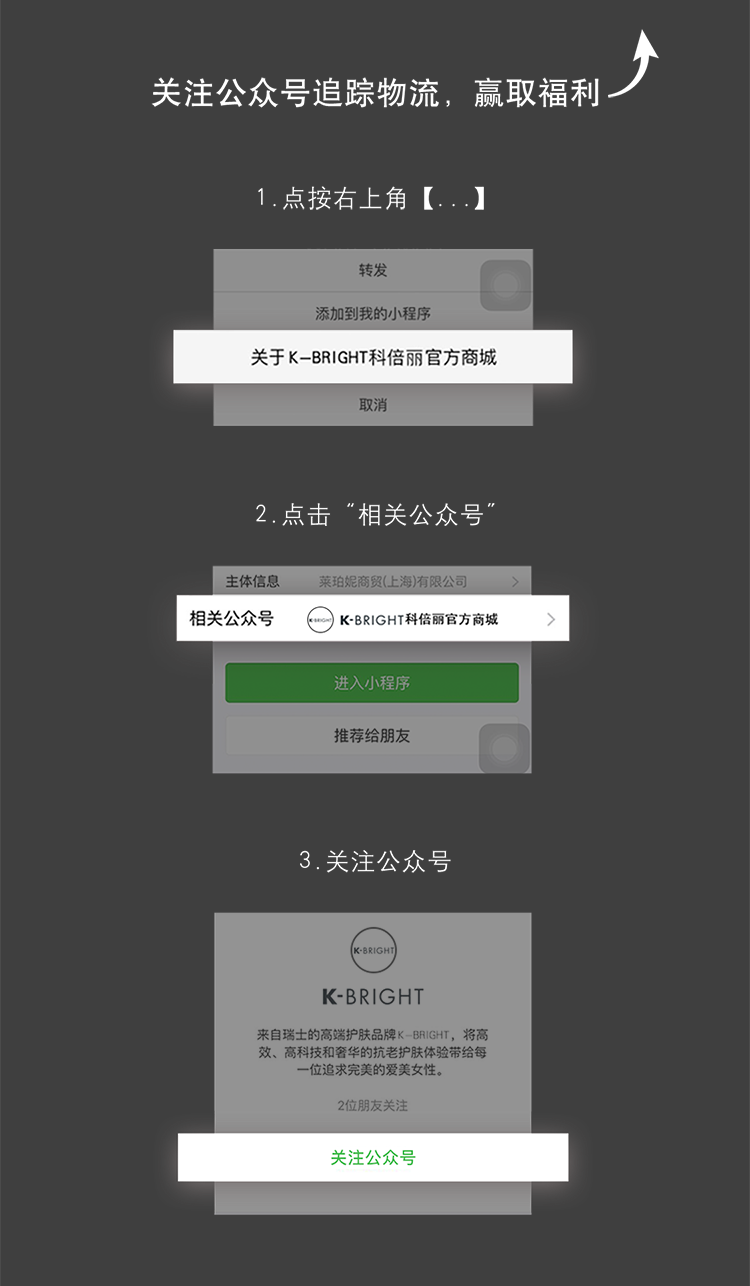 关注公众号追踪物流，赢取福利
1.点按右上角【...】
转发
添加到我的小程序
关于K-BRIGHT科倍丽官方商城
取消
2.点击“相关公众号”
主体信息 莱珀妮商贸(上海)有限公司
相关公众号 K-BRIGHT K-BRIGHT科倍丽官方商城
进入小程序
推荐给朋友
3.关注公众号
K-BRIGHT
K-BRIGHT
来自瑞士的高端护肤品牌K-BRIGHT，将高
效、高科技和奢华的抗老护肤体验带给每
一位追求完美的爱美女性。
2位朋友关注
关注公众号